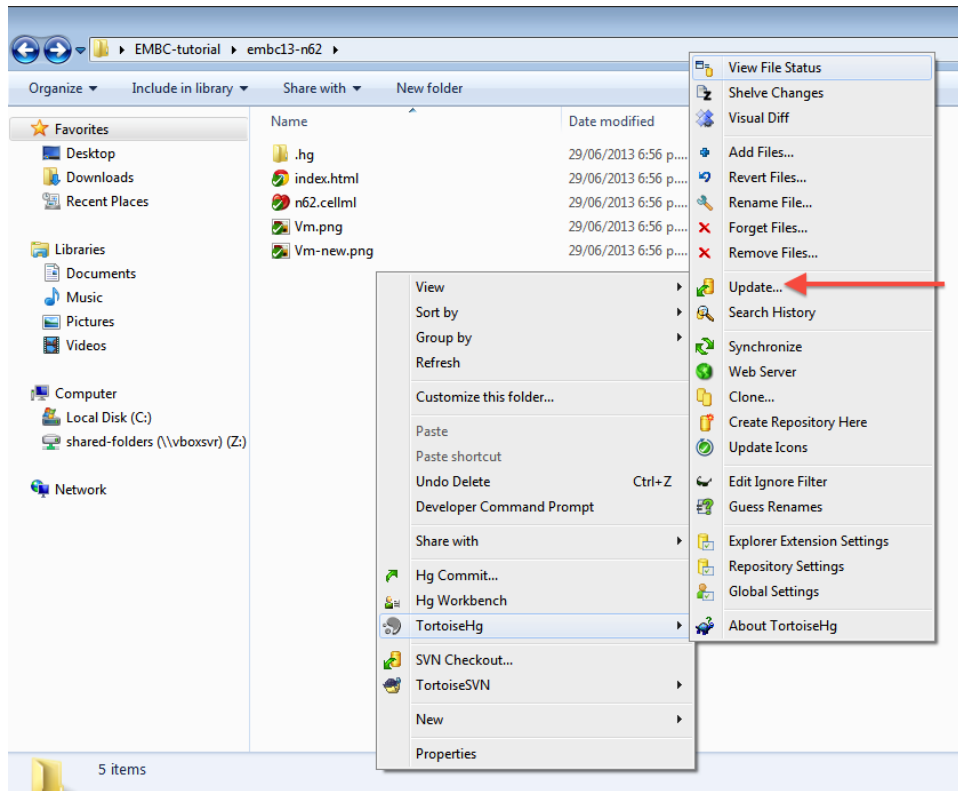 EMBC-tutorial embc13-n62
Organize Include in library Share with New folder
Favorites
Desktop
Downloads
Recent Places
Libraries
Documents
Music
Pictures
Videos
Computer
Local Disk (C:)
shared-folders (\\vboxsvr) (Z:)
Network
Name Date modified
.hg 29/06/2013 6:56 p....
index.html 29/06/2013 6:56 p....
n62.cellml 29/06/2013 6:56 p....
Vm.png 29/06/2013 6:56 p....
Vm-new.png 29/06/2013 6:56 p....
View
Sort by
Group by
Refresh
Customize this folder...
Paste
Paste shortcut
Undo Delete Ctrl+Z
Developer Command Prompt
Share with
Hg Commit...
Hg Workbench
TortoiseHg
SVN Checkout...
TortoiseSVN
New
Properties
View File Status
Shelve Changes
Visual Diff
Add Files...
Revert Files...
Rename File...
Forget Files...
Remove Files...
Update...
Search History
Synchronize
Web Server
Clone...
Create Repository Here
Update Icons
Edit Ignore Filter
Guess Renames
Explorer Extension Settings
Repository Settings
Global Settings
About TortoiseHg
5 items